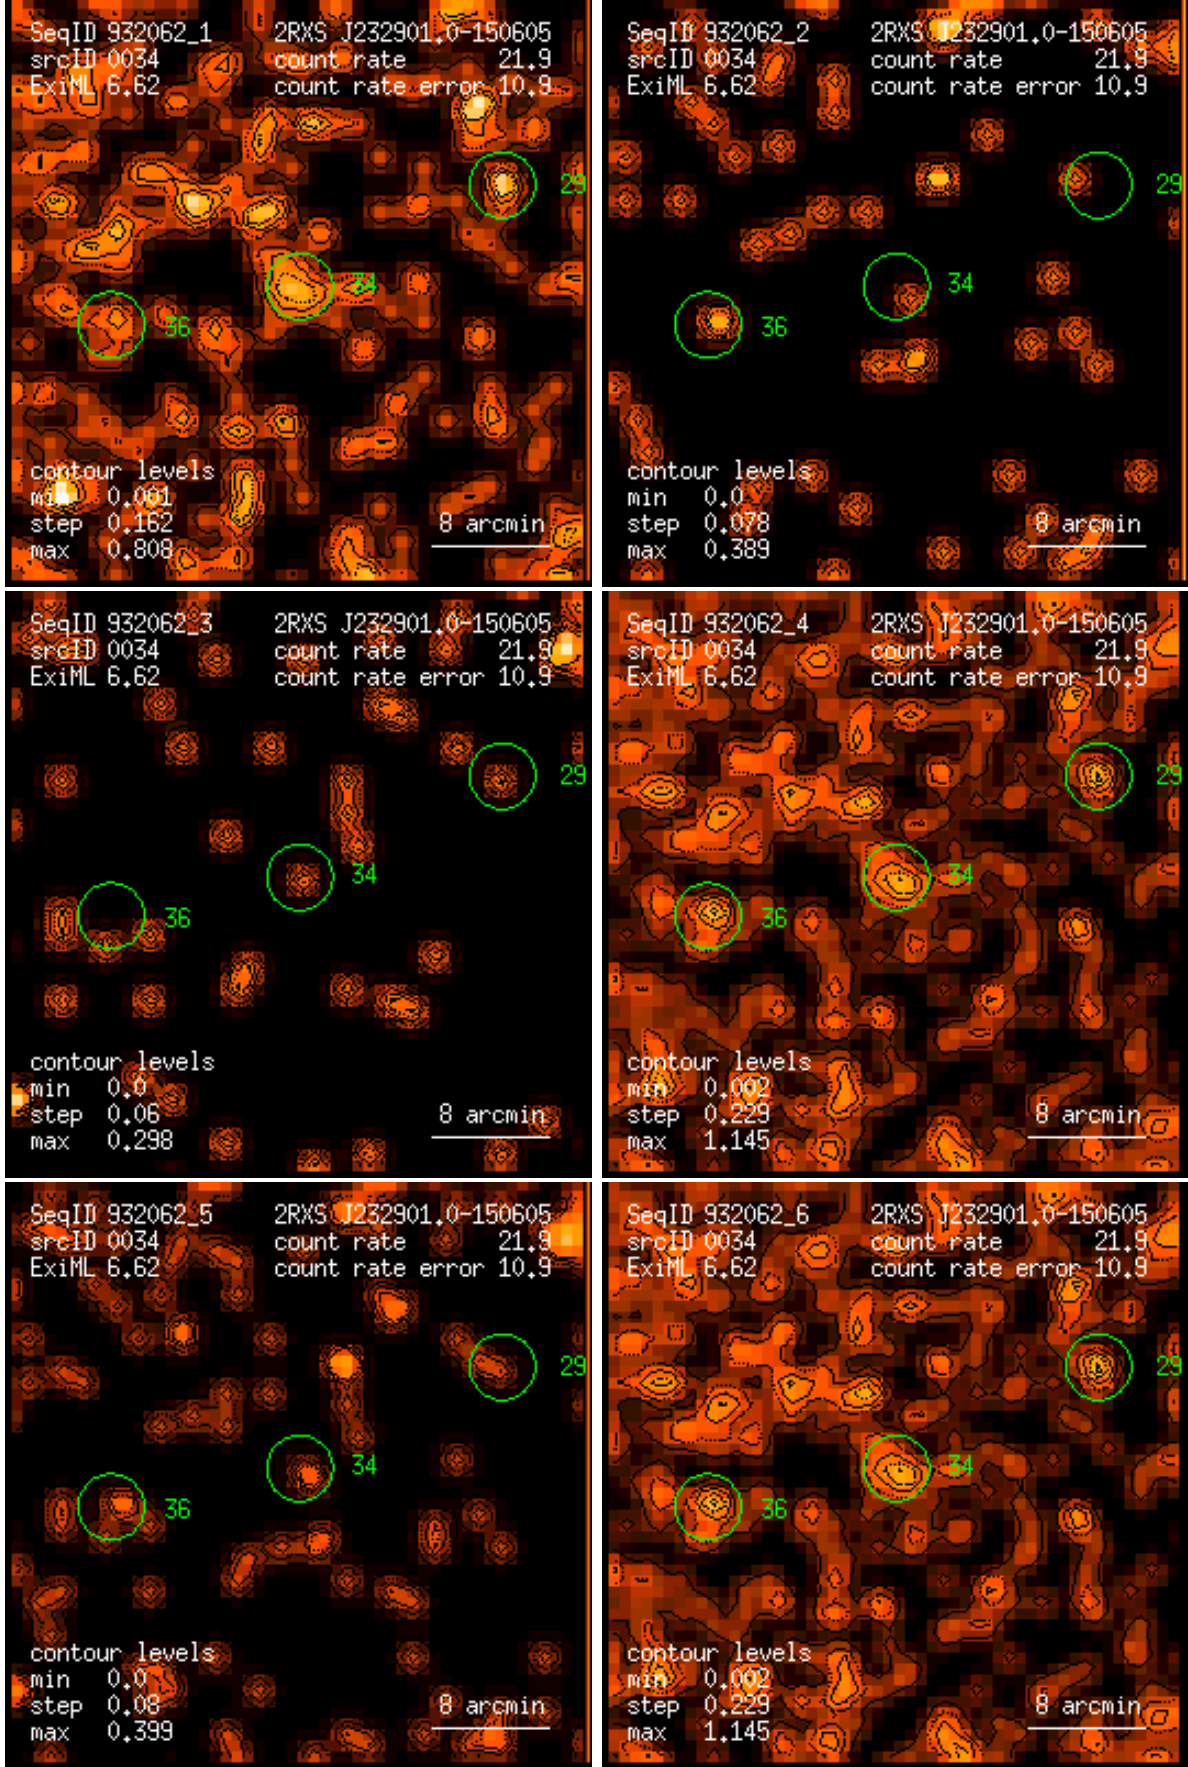 SeqID 932062_1 2RXS J232901.0-150605
srcID 0034 count rate 21.9
ExiML 6.62 count rate error 10.9
29
34
36
contour levels
min 0.001
step 0.162
max 0.808
8 arcmin
SeqID 932062_2 2RXS J232901.0-150605
srcID 0034 count rate 21.9
ExiML 6.62 count rate error 10.9
29
34
36
contour levels
min 0.0
step 0.078
max 0.389
8 arcmin
SeqID 932062_3 2RXS J232901.0-150605
srcID 0034 count rate 21.9
ExiML 6.62 count rate error 10.9
29
34
36
contour levels
min 0.0
step 0.06
max 0.298
8 arcmin
SeqID 932062_4 2RXS J232901.0-150605
srcID 0034 count rate 21.9
ExiML 6.62 count rate error 10.9
29
34
36
contour levels
min 0.002
step 0.229
max 1.145
8 arcmin
SeqID 932062_5 2RXS J232901.0-150605
srcID 0034 count rate 21.9
ExiML 6.62 count rate error 10.9
29
34
36
contour levels
min 0.0
step 0.08
max 0.399
8 arcmin
SeqID 932062_6 2RXS J232901.0-150605
srcID 0034 count rate 21.9
ExiML 6.62 count rate error 10.9
29
34
36
contour levels
min 0.002
step 0.229
max 1.145
8 arcmin